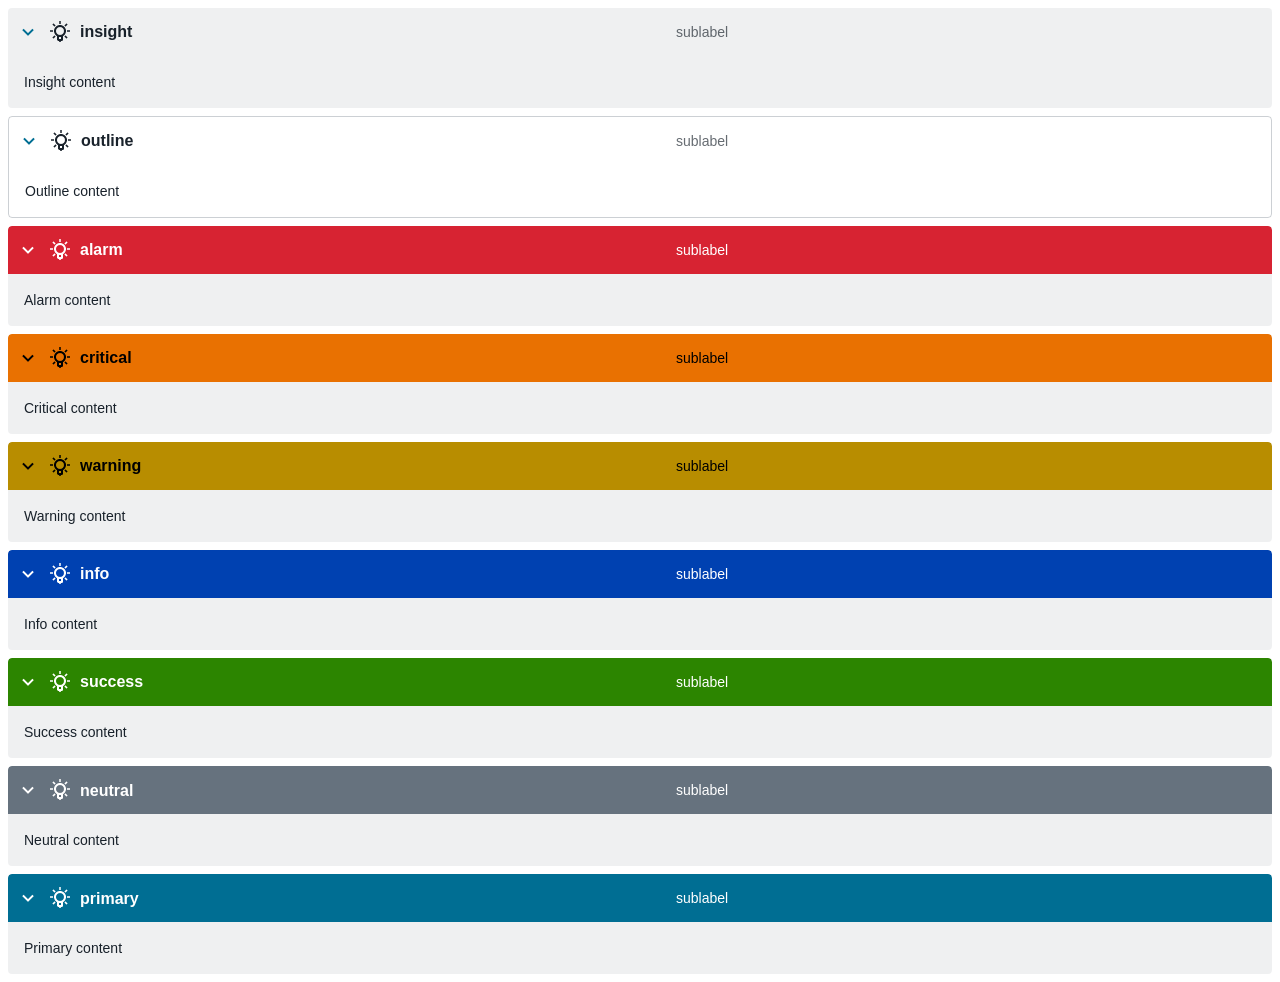 insight sublabel
Insight content
outline sublabel
Outline content
alarm sublabel
Alarm content
critical sublabel
Critical content
warning sublabel
Warning content
info sublabel
Info content
success sublabel
Success content
neutral sublabel
Neutral content
primary sublabel
Primary content